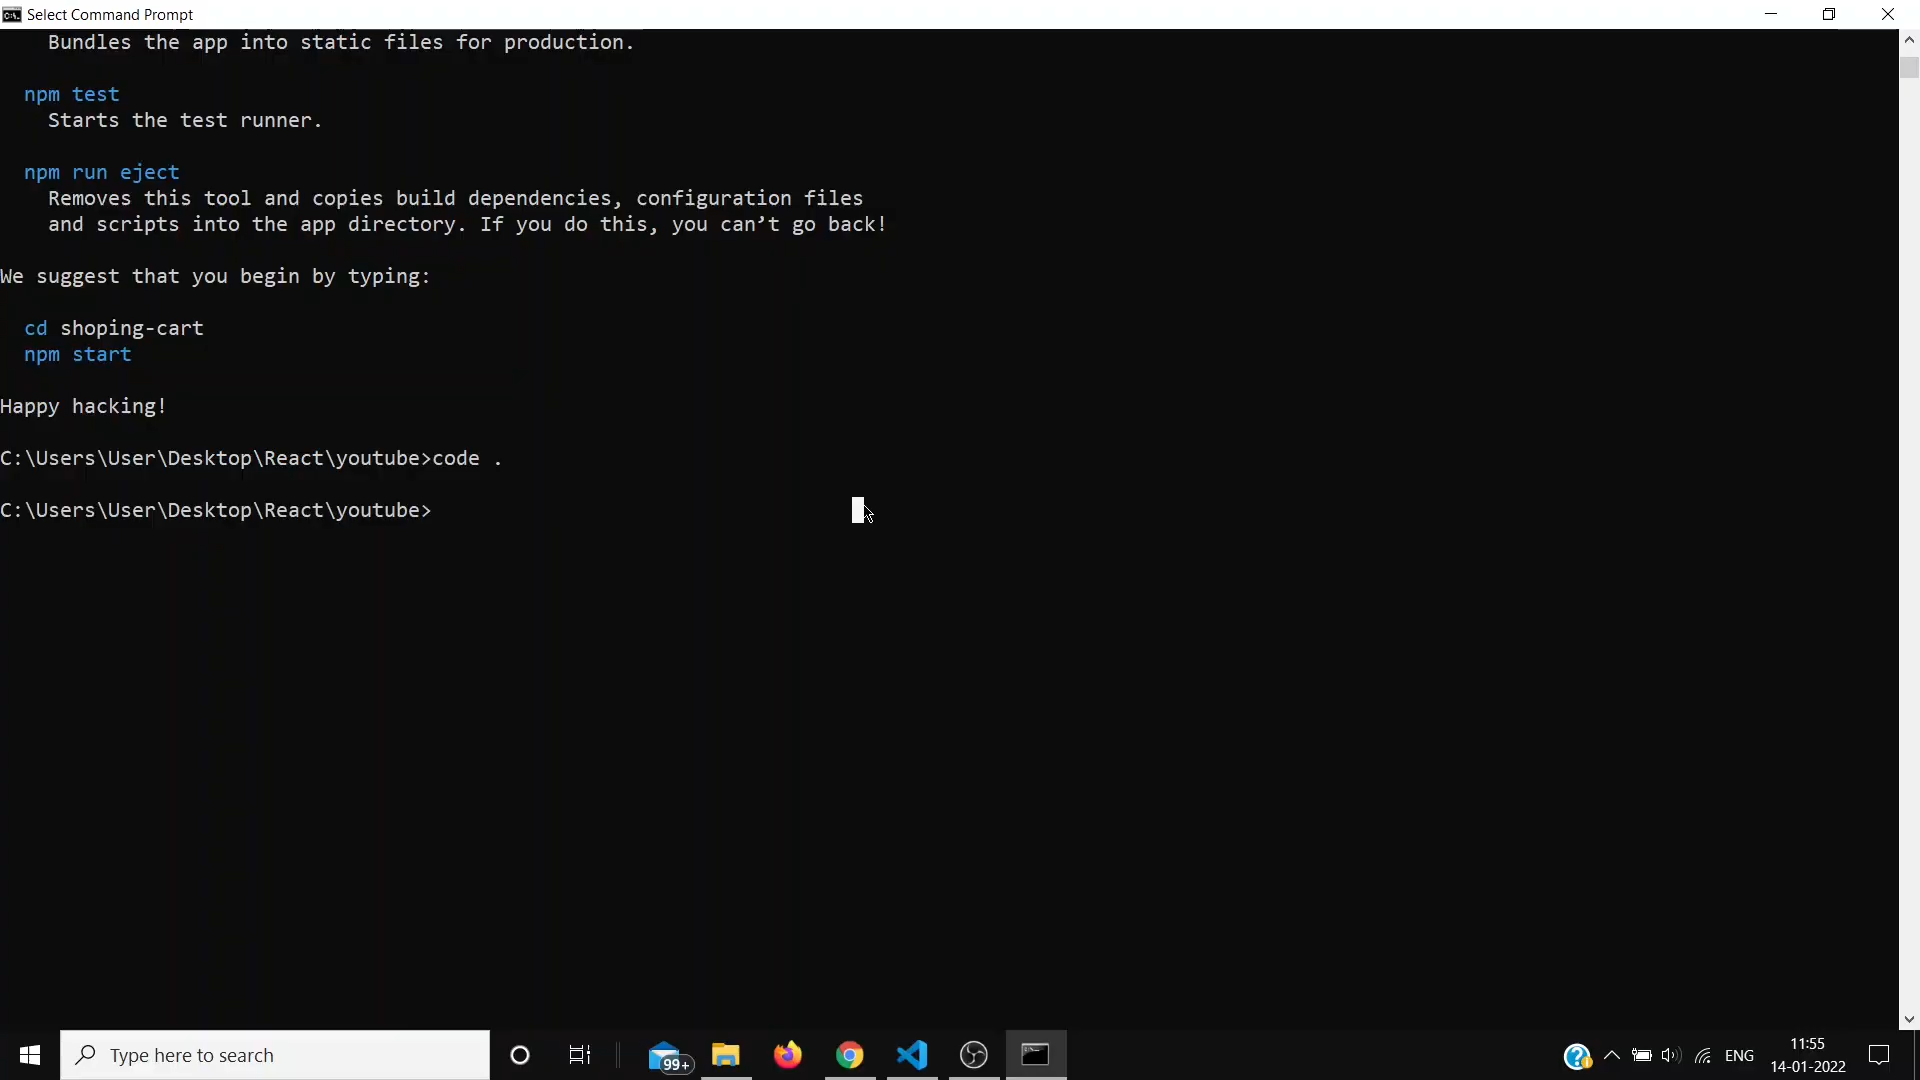 Select Command Prompt
Bundles the app into static files for production.
npm test
Starts the test runner.
npm run eject
Removes this tool and copies build dependencies, configuration files
and scripts into the app directory. If you do this, you can’t go back!
We suggest that you begin by typing:
cd shoping-cart
npm start
Happy hacking!
C:\Users\User\Desktop\React\youtube>code .
C:\Users\User\Desktop\React\youtube>
Type here to search
99+
ENG
11:55
14-01-2022